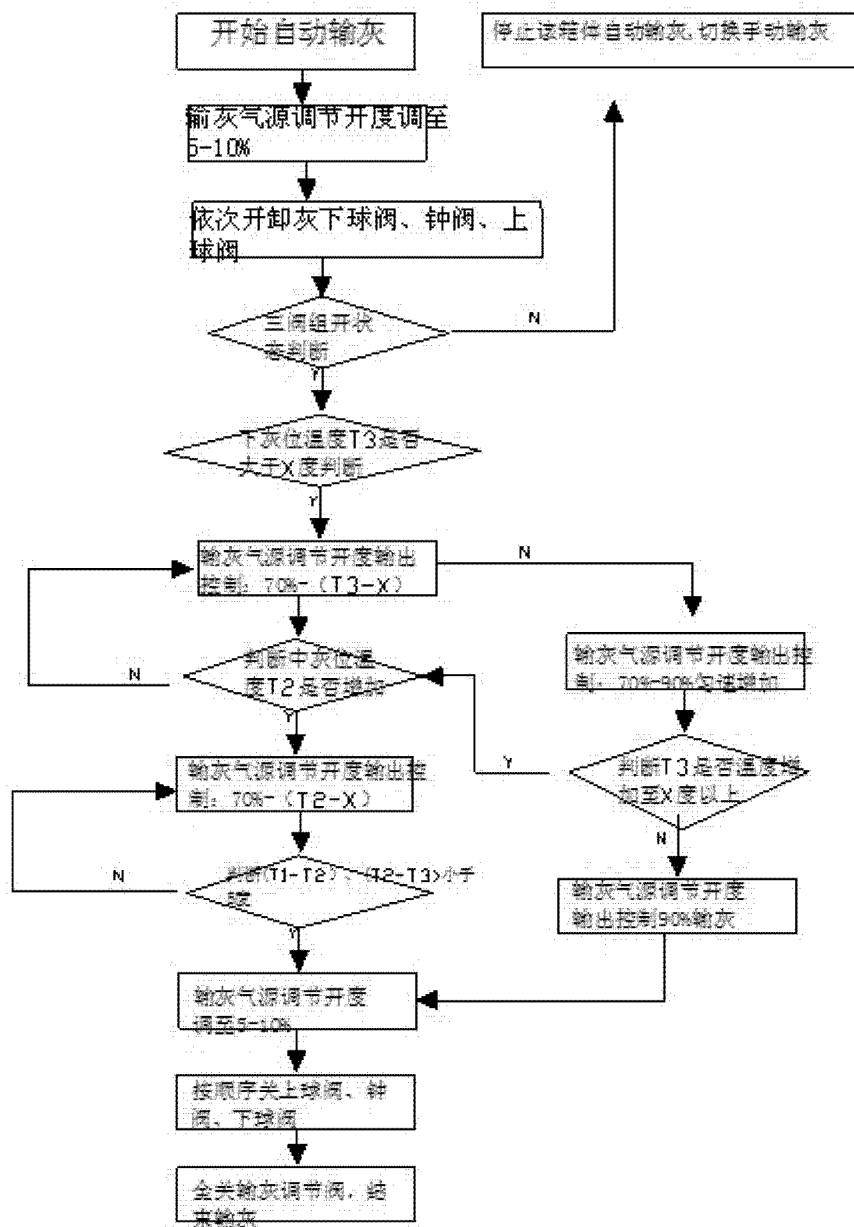 开始自动输灰
停止该箱体自动输灰,切换手动输灰
输灰气源调节开度调至
5-10%
依次开卸灰下球阀、钟阀、上
球阀
三阀组开状
态判断
N
Y
下灰位温度T3是否
大于X度判断
Y
输灰气源调节开度输出
控制：70%-（T3-X）
N
判断中灰位温
度T2是否增加
N
Y
输灰气源调节开度输出控
制：70%-90%匀速增加
输灰气源调节开度输出控
制：70%-（T2-X）
Y
判断T3是否温度增
加至X度以上
N
判断(T1-T2)、(T2-T3)小于
N
Y
输灰气源调节开度
输出控制90%输灰
输灰气源调节开度
调至5-10%
按顺序关上球阀、钟
阀、下球阀
全关输灰调节阀，结
束输灰